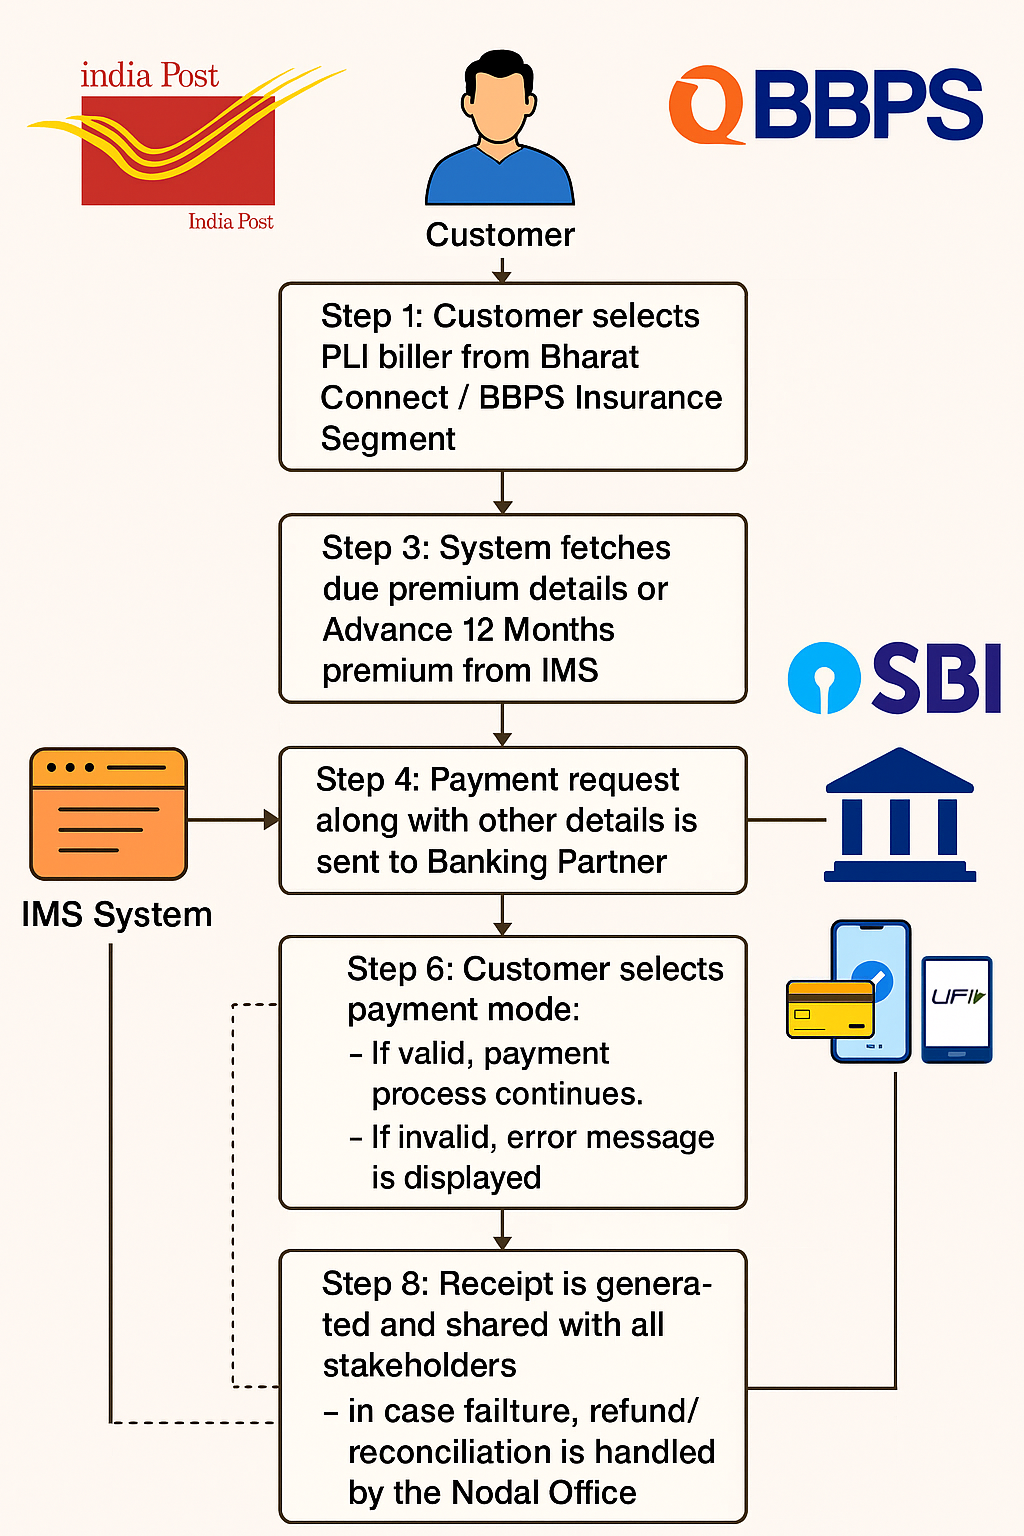 india Post
India Post
BBPS
Customer
Step 1: Customer selects
PLI biller from Bharat
Connect / BBPS Insurance
Segment
Step 3: System fetches
due premium details or
Advance 12 Months
premium from IMS
SBI
Step 4: Payment request
along with other details is
sent to Banking Partner
IMS System
Step 6: Customer selects
payment mode:
– If valid, payment
process continues.
– If invalid, error message
is displayed
Step 8: Receipt is genera-
ted and shared with all
stakeholders
– in case failture, refund/
reconciliation is handled
by the Nodal Office